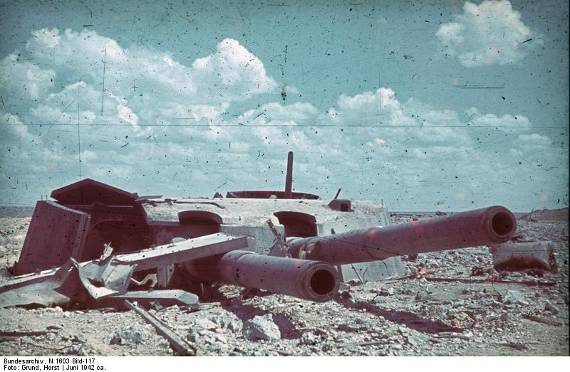 Bundesarchiv, N 1603 Bild-117
Foto: Grund, Horst | Juni 1942 ca.